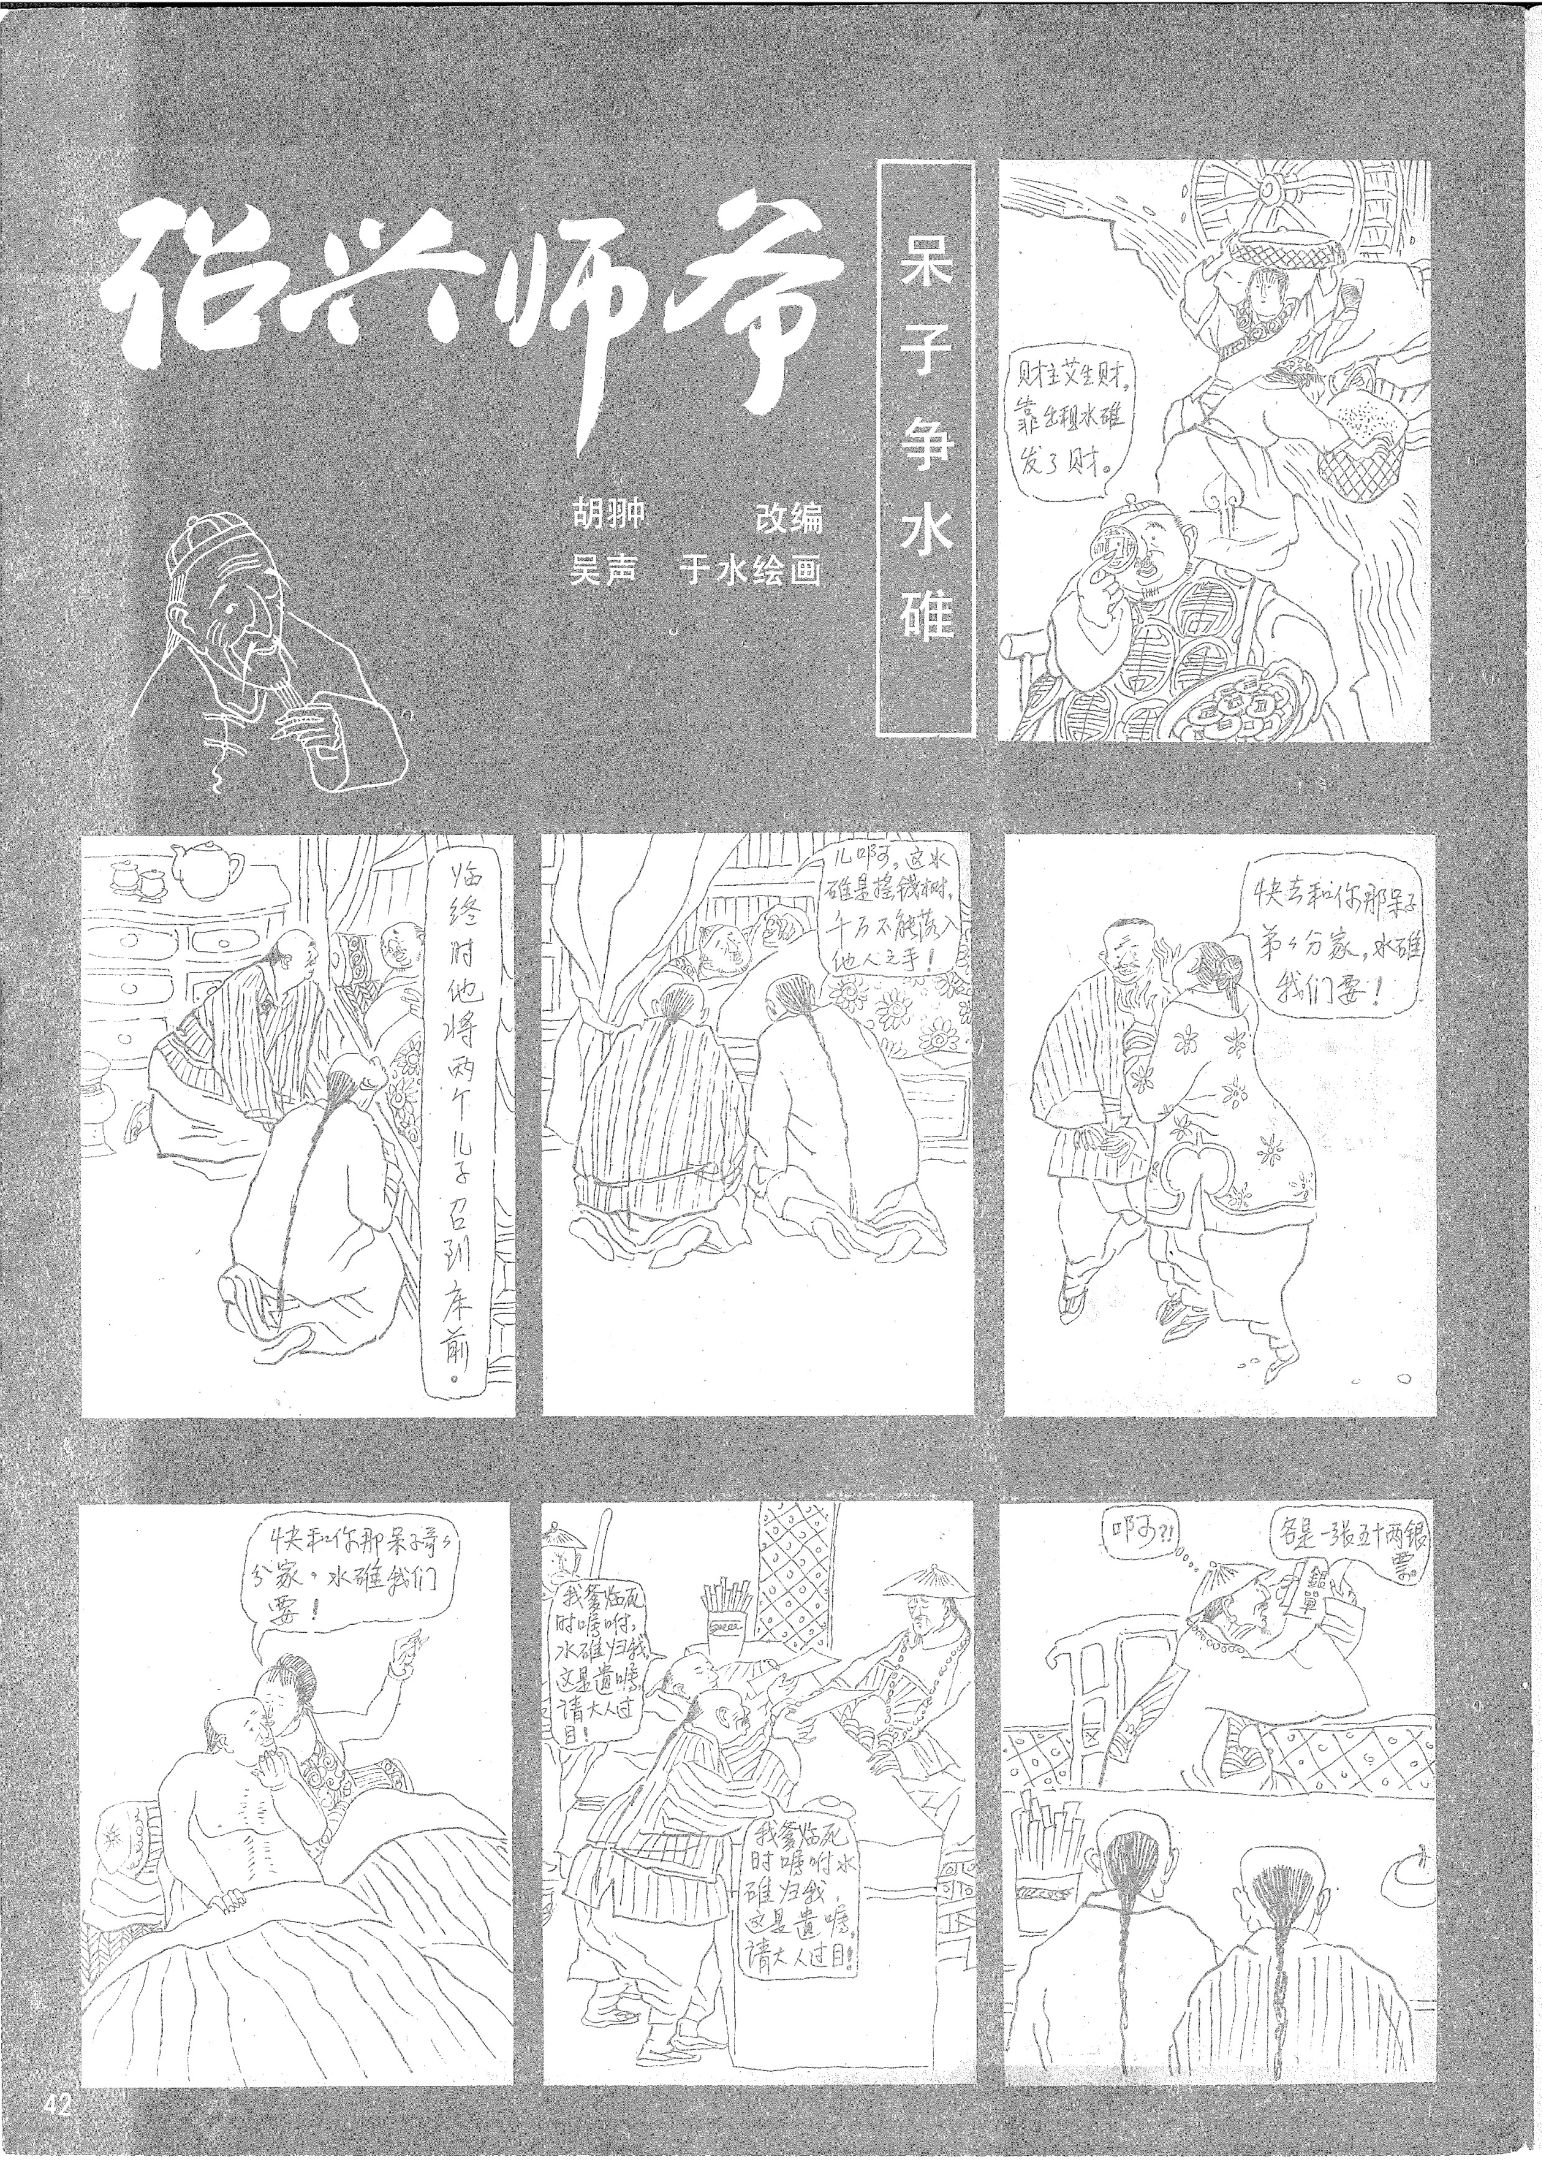 绍兴师爷
呆子争水碓
胡翀 改编
吴声 于水绘画
财主艾生财，
靠出租水碓
发了财。
临终时他将两个儿子召到床前。
儿啊，这水
碓是摇钱树，
千万不能落入
他人之手！
快去和你那呆子
弟々分家，水碓
我们要！
快和你那呆子哥々
分家。水碓我们
要！
我爹临死
时嘱咐，
水碓归我，
这是遗嘱，
请大人过
目！
我爹临死
时嘱咐水
碓归我，
这是遗嘱，
请大人过目！
啊？！
各是一张五十两银
票。
銀單
42